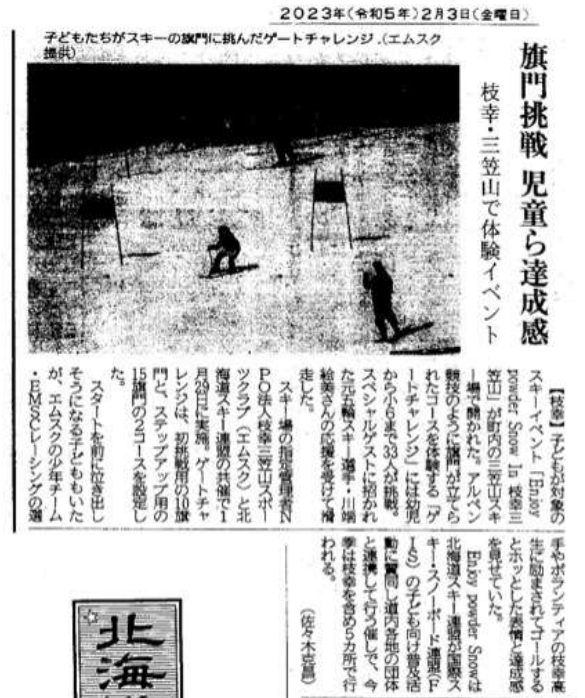 2023年(令和5年)2月3日(金曜日)
旗門挑戦 児童ら達成感
枝幸・三笠山で体験イベント
子どもたちがスキーの旗門に挑んだゲートチャレンジ.(エムスク
提供)
【枝幸】子どもが対象の
スキーイベント「Enjoy
powder Snow In 枝幸三
笠山」が町内の三笠山スキ
ー場で開かれた。アルペン
競技のように旗門が立てら
れたコースを体験する「ゲ
ートチャレンジ」には幼児
から小6まで33人が挑戦。
スペシャルゲストに招かれ
た元五輪スキー選手・川端
絵美さんの応援を受けて滑
走した。
スキー場の指定管理者N
PO法人枝幸三笠山スポー
ツクラブ(エムスク)と北
海道スキー連盟の共催で1
月29日に実施。ゲートチャ
レンジは、初挑戦用の10旗
門と、ステップアップ用の
15旗門の2コースを設定し
た。
スタートを前に泣き出し
そうになる子どももいた
が、エムスクの少年チーム
・EMSCレーシングの選
手やボランティアの枝幸高
生に励まされてゴールする
とホッとした表情と達成感
を見せていた。
Enjoy powder Snowは
北海道スキー連盟が国際ス
キー・スノーボード連盟(F
IS)の子ども向け普及活
動に賛同し道内各地の団体
と連携して行う催しで、今
季は枝幸を含め5カ所で行
われる。
(佐々木克昌)
北海